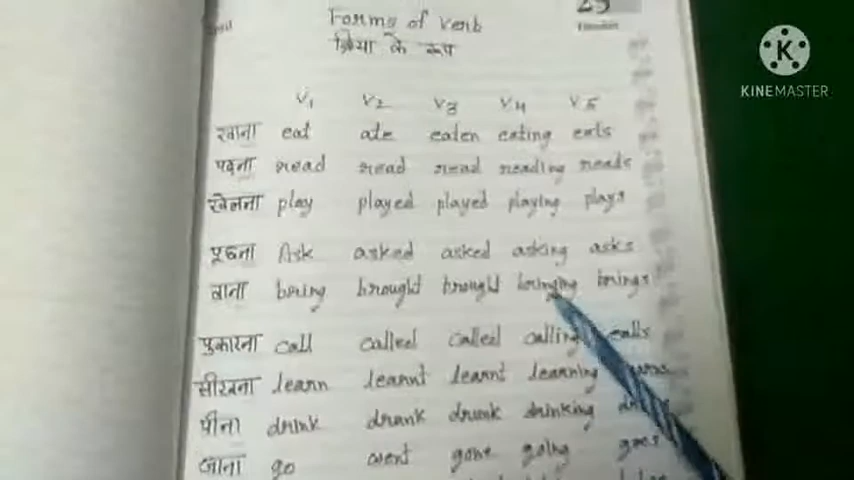 Forms of verb
29
क्रिया के रूप
K
KINEMASTER
V1 V2 V3 V4 V5
खाना eat ate eaten eating eats
पढ़ना read read read reading reads
खेलना play played played playing plays
पूछना Ask asked asked asking asks
लाना bring brought brought bringing brings
पुकारना call called called calling calls
सीखना learn learnt learnt learning
पीना drink drank drunk drinking
जाना go went gone going goes